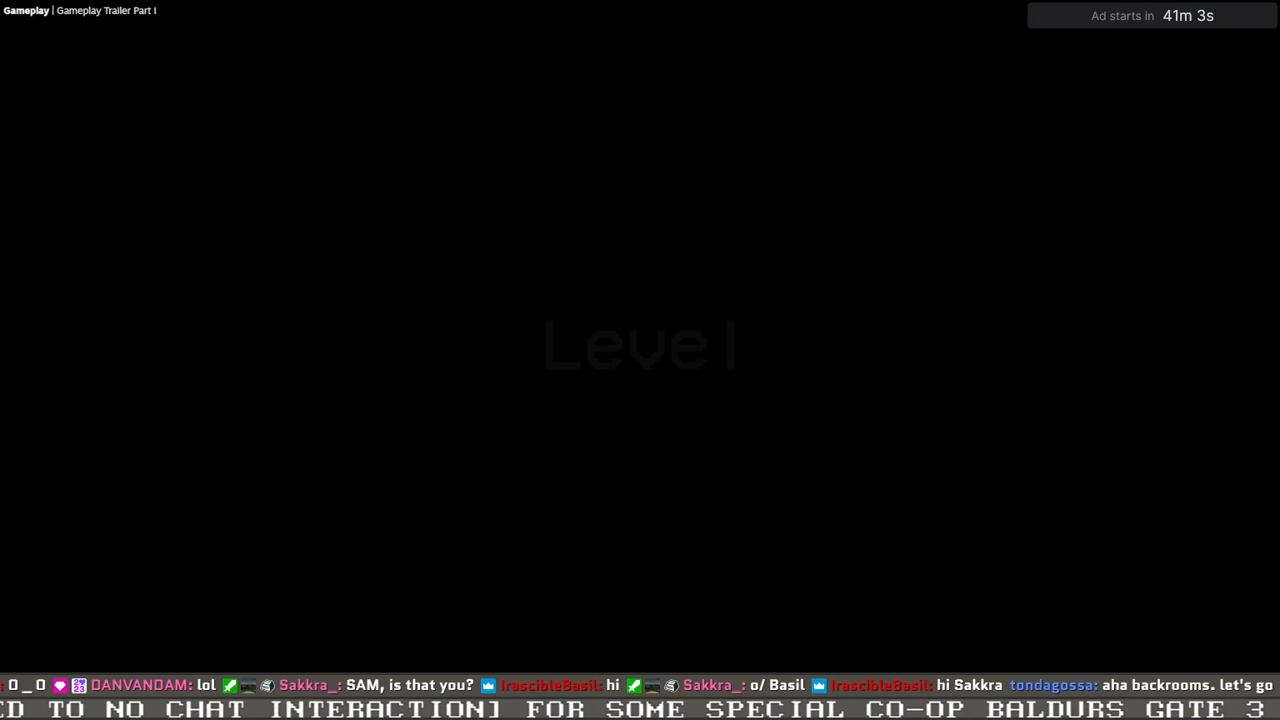 Gameplay | Gameplay Trailer Part I
Ad starts in 41m 3s
Level
: O_O DANVANDAM: lol Sakkra_: SAM, is that you? IrascibleBasil: hi Sakkra_: o/ Basil IrascibleBasil: hi Sakkra tondagossa: aha backrooms. let's go
ED TO NO CHAT INTERACTION] FOR SOME SPECIAL CO-OP BALDURS GATE 3